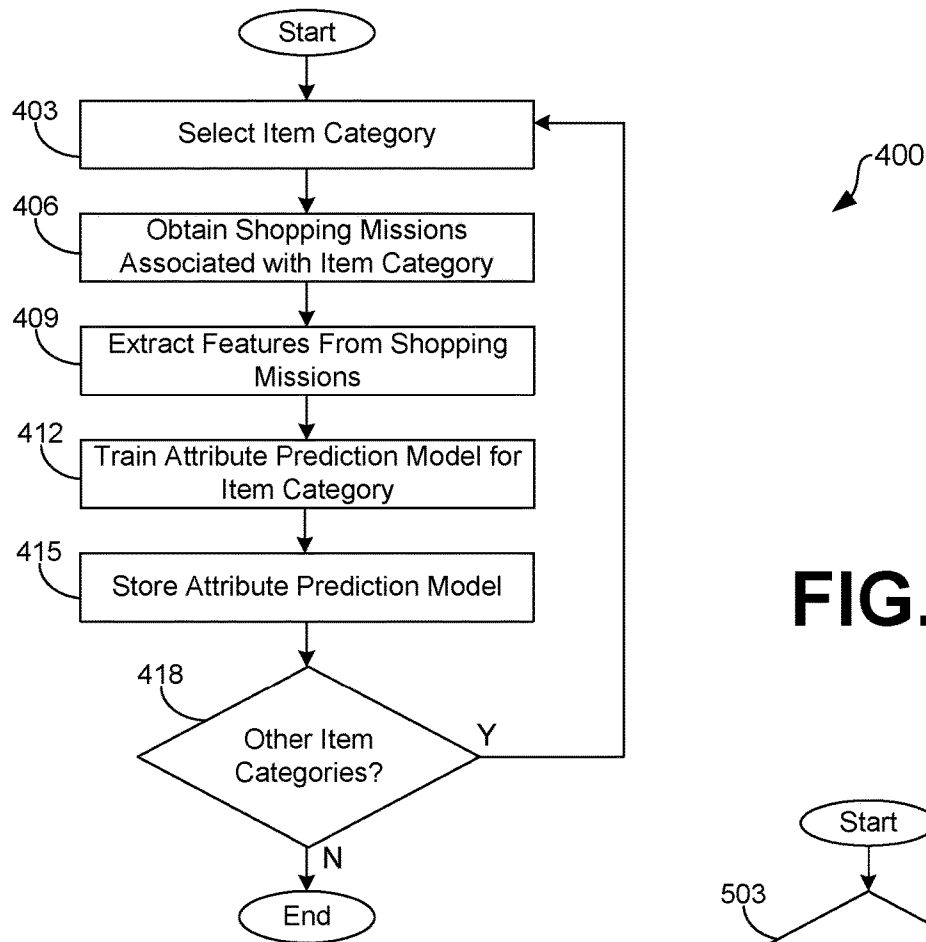 Start
403
Select Item Category
400
406
Obtain Shopping Missions
Associated with Item Category
409
Extract Features From Shopping
Missions
412
Train Attribute Prediction Model for
Item Category
415
Store Attribute Prediction Model
FIG.
418
Other Item
Categories?
Y
N
End
Start
503